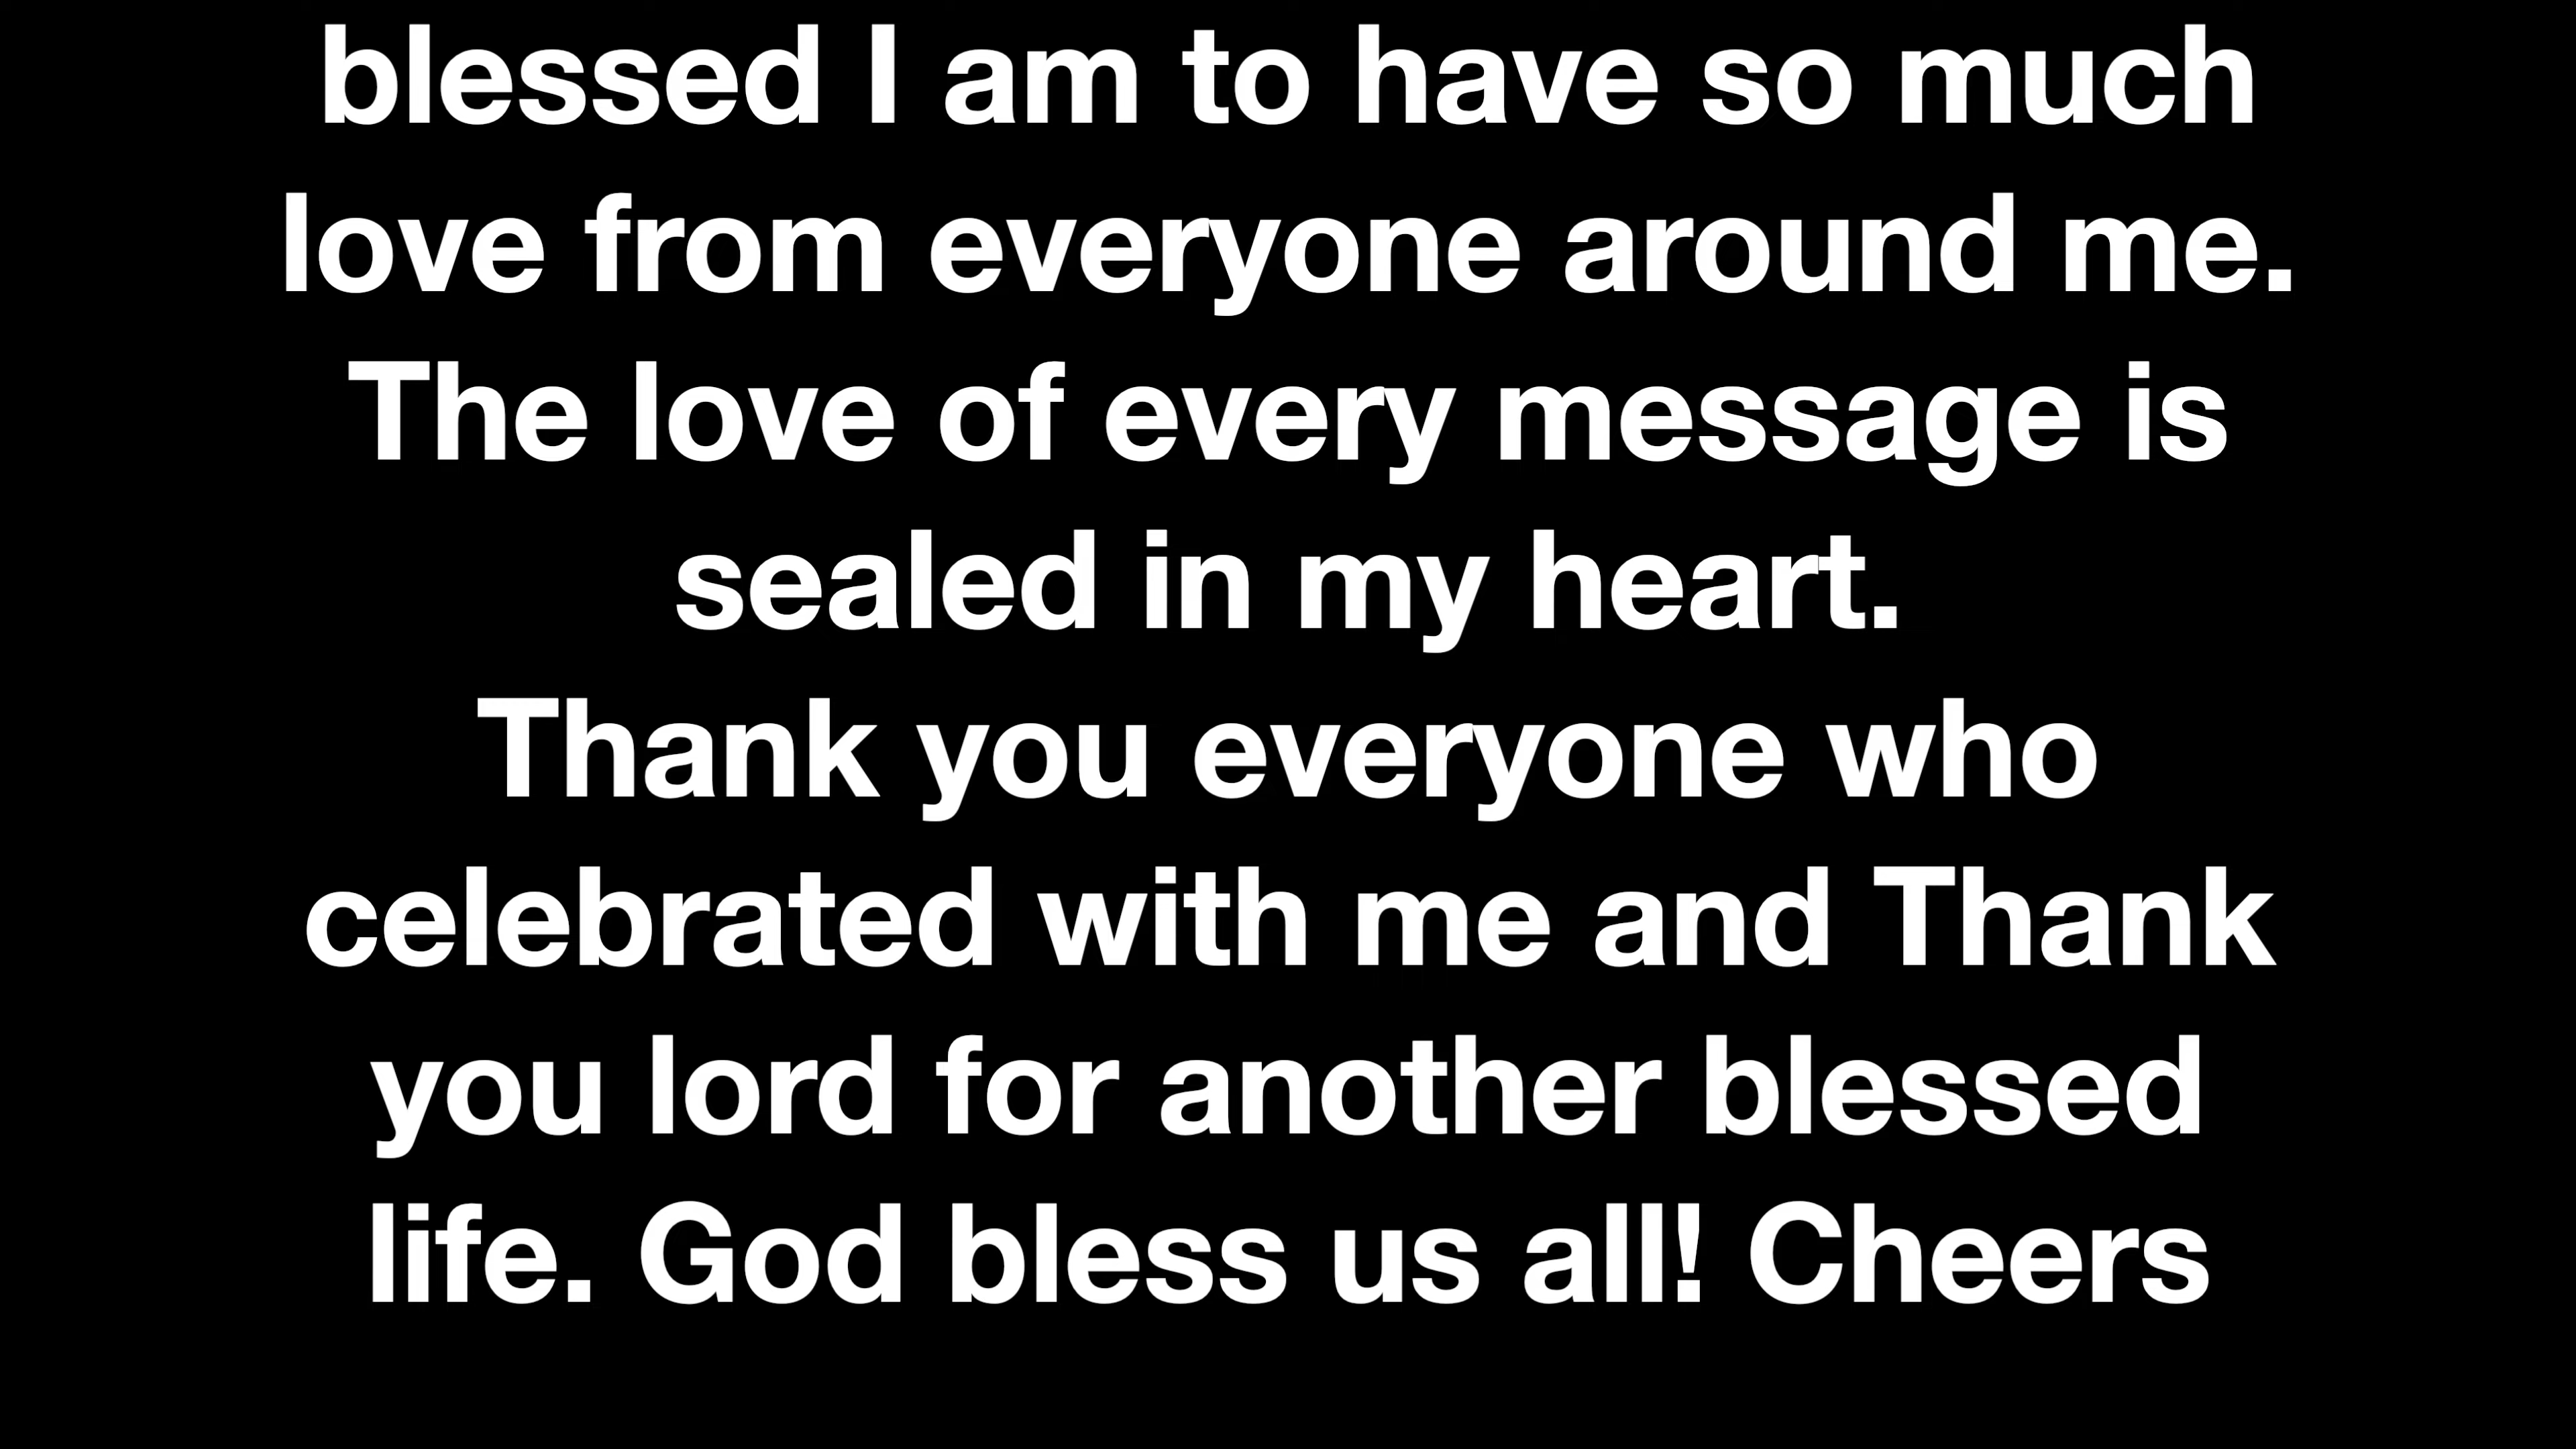 blessed I am to have so much
love from everyone around me.
The love of every message is
sealed in my heart.
Thank you everyone who
celebrated with me and Thank
you lord for another blessed
life. God bless us all! Cheers